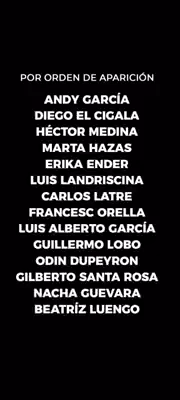 POR ORDEN DE APARICIÓN
ANDY GARCÍA
DIEGO EL CIGALA
HÉCTOR MEDINA
MARTA HAZAS
ERIKA ENDER
LUIS LANDRISCINA
CARLOS LATRE
FRANCESC ORELLA
LUIS ALBERTO GARCÍA
GUILLERMO LOBO
ODIN DUPEYRON
GILBERTO SANTA ROSA
NACHA GUEVARA
BEATRÍZ LUENGO